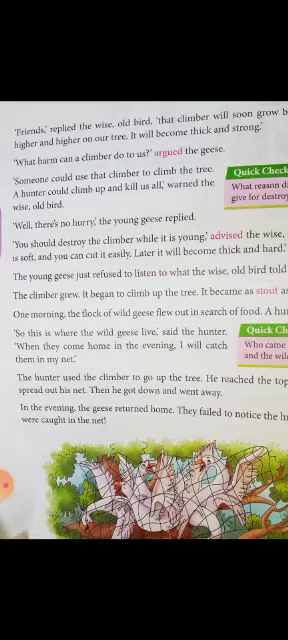 'Friends,' replied the wise, old bird, 'that climber will soon grow
higher and higher on our tree. It will become thick and strong.'
'What harm can a climber do to us?' argued the geese.
'Someone could use that climber to climb the tree.
A hunter could climb up and kill us all,' warned the
wise, old bird.
Quick Check
What reason
give for
'Well, there's no hurry,' the young geese replied.
'You should destroy the climber while it is young,' advised the wise,
is soft, and you can cut it easily. Later it will become thick and hard.'
The young geese just refused to listen to what the wise, old bird told
The climber grew. It began to climb up the tree. It became as stout
One morning, the flock of wild geese flew out in search of food. A
'So this is where the wild geese live,' said the hunter.
'When they come home in the evening, I will catch
them in my net.'
Quick
Who came
and the
The hunter used the climber to go up the tree. He reached the top
spread out his net. Then he got down and went away.
In the evening, the geese returned home. They failed to notice the
were caught in the net!